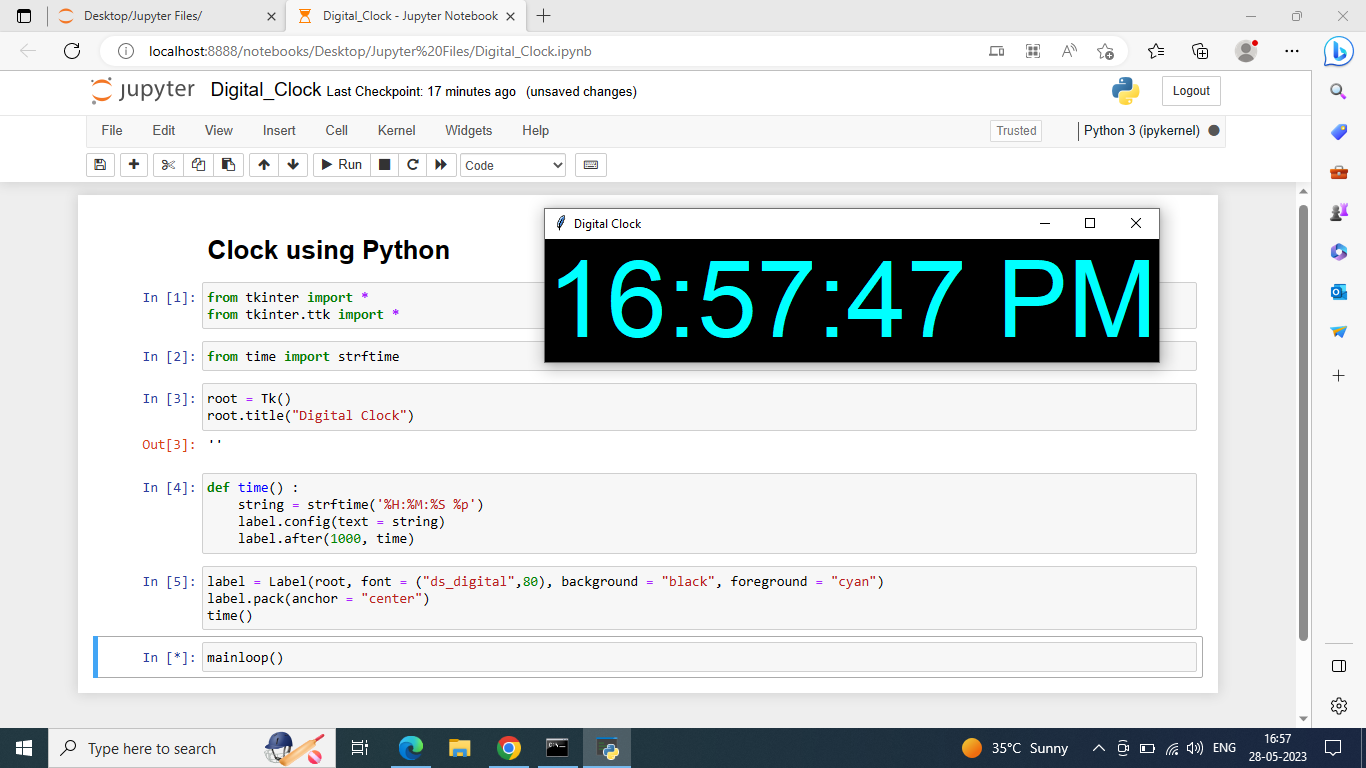 Desktop/Jupyter Files/
Digital_Clock - Jupyter Notebook
localhost:8888/notebooks/Desktop/Jupyter%20Files/Digital_Clock.ipynb
jupyter Digital_Clock Last Checkpoint: 17 minutes ago (unsaved changes)
Logout
File Edit View Insert Cell Kernel Widgets Help
Trusted
Python 3 (ipykernel)
Run
Code
Digital Clock
16:57:47 PM
Clock using Python
In [1]: from tkinter import *
from tkinter.ttk import *
In [2]: from time import strftime
In [3]: root = Tk()
root.title("Digital Clock")
Out[3]: ''
In [4]: def time() :
string = strftime('%H:%M:%S %p')
label.config(text = string)
label.after(1000, time)
In [5]: label = Label(root, font = ("ds_digital",80), background = "black", foreground = "cyan")
label.pack(anchor = "center")
time()
In [*]: mainloop()
Type here to search
35°C Sunny
ENG
16:57
28-05-2023